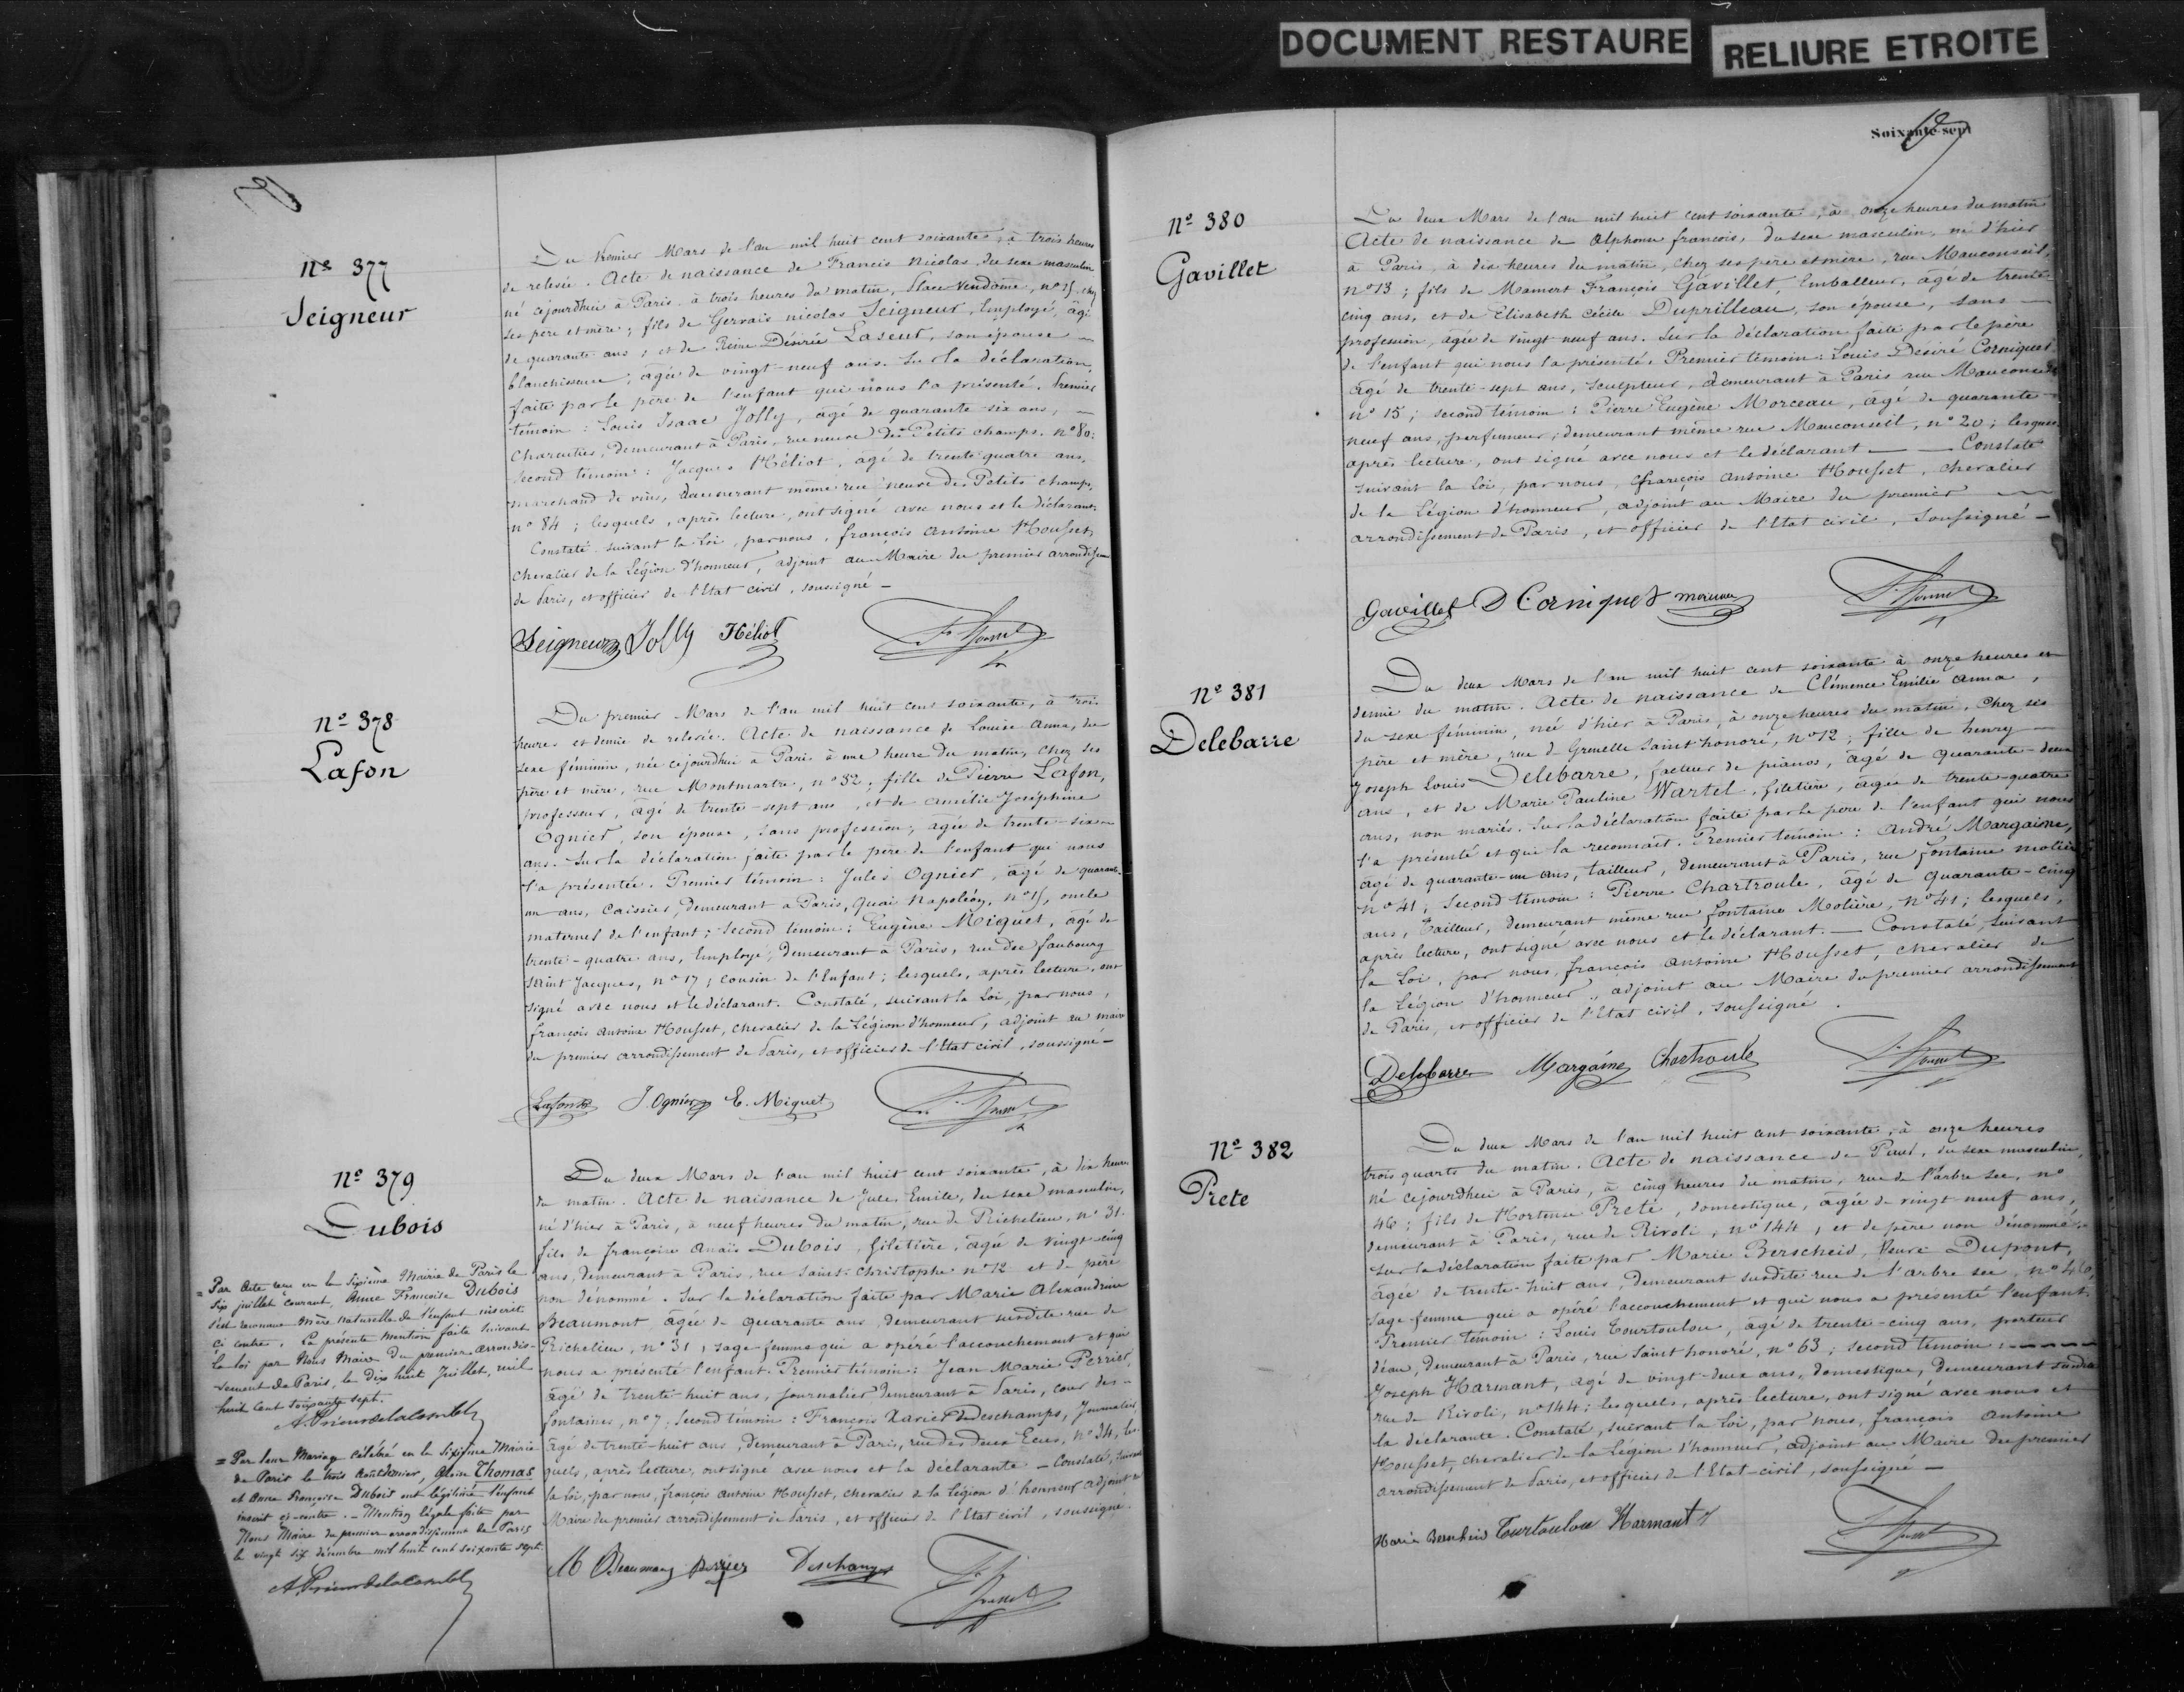 DOCUMENT RESTAURE
RELIURE ETROITE
Nº 377
Seigneur
Du premier Mars de l'an mil huit cent soixante, à trois heures
de relevée. Acte de naissance de Francis Nicolas, du sexe masculin
né cejourdhui à Paris à trois heures du matin, Place Vendôme, nº 15, chez
ses père et mère ; fils de Gervais Nicolas Seigneur, Employé, âgé
de quarante ans ; et de Reine Désirée Laseur, son épouse
blanchisseuse, âgée de vingt-neuf ans. Sur la déclaration
faite par le père de l'enfant qui nous l'a présenté. Premier
témoin : Louis Isaac Jolly, âgé de quarante six ans,
charcutier, demeurant à Paris, rue neuve des Petits champs, nº 80 ;
Second témoin : Jacques Héliot, âgé de trente quatre ans,
marchand de vins, demeurant même rue neuve des Petits champs,
nº 84 ; lesquels, après lecture, ont signé avec nous et le déclarant.
Constaté suivant la Loi, par nous, françois Antoine Housset,
chevalier de la Légion d'honneur, adjoint au Maire du premier arrondissement
de Paris, et officier de l'Etat civil, soussigné –
Seigneur Jolly Héliot
Nº 378
Lafon
Du premier Mars de l'an mil huit cent soixante, à trois
heures et demie de relevée. Acte de naissance de Louise Anna, du
sexe féminin, née cejourdhui à Paris à une heure du matin, chez ses
père et mère, rue Montmartre, nº 52 ; fille de Pierre Lafon,
professeur, âgé de trente-sept ans, et de Amélie Joséphine
Ognier, son épouse, sans profession, âgée de trente-six
ans. Sur la déclaration faite par le père de l'enfant qui nous
l'a présentée. Premier témoin : Jules Ognier, âgé de quarante-
un ans, Caissier, demeurant à Paris, Quai Napoléon, nº 15, oncle
maternel de l'enfant ; Second témoin : Eugène Miquet, âgé de
trente-quatre ans, Employé, demeurant à Paris, rue du faubourg
Saint Jacques, nº 17, cousin de l'Enfant ; lesquels, après lecture, ont
signé avec nous et le déclarant. Constaté, suivant la Loi, par nous,
françois Antoine Housset, chevalier de la Légion d'honneur, adjoint au maire
du premier arrondissement de Paris, et officier de l'Etat civil, soussigné –
Lafon J. Ognier E. Miquet
Nº 379
Dubois
Du deux Mars de l'an mil huit cent soixante, à dix heures
du matin. Acte de naissance de Jules Emile, du sexe masculin,
né d'hier à Paris, à neuf heures du matin, rue de Richelieu, nº 31.
fils de françoise Anaïs Dubois, giletière, âgée de vingt-cinq
ans, demeurant à Paris, rue Saint-Christophe nº 12 et de père
non dénommé. Sur la déclaration faite par Marie Alexandrine
Beaumont âgée de quarante ans, demeurant susdite rue de
Richelieu, nº 31, sage-femme qui a opéré l'accouchement et qui
nous a présenté l'enfant. Premier témoin : Jean Marie Perrier,
âgé de trente huit ans, journalier demeurant à Paris, cour des
fontaines, nº 7, Second témoin : François Xavier Deschamps, Journalier,
âgé de trente-huit ans, demeurant à Paris, rue des deux Ecus, nº 34, les-
quels, après lecture, ont signé avec nous et la déclarante – Constaté, suivant
la Loi, par nous, françois Antoine Housset, chevalier de la Légion d'honneur adjoint au
Maire du premier arrondissement de Paris, et officier de l'Etat civil, soussigné.
= Par Acte reçu en la Sixième Mairie de Paris le
Six juillet courant, Anne Françoise Dubois
s'est reconnue Mère naturelle de l'enfant inscrit
ci contre. La présente Mention faite suivant
la loi par Nous Maire du premier arrondis-
sement de Paris, le dix huit Juillet, mil
huit cent soixante sept.
= Par leur Mariage célébré en la Sixième Mairie
de Paris le trois Août dernier, Thomas
et Anne Françoise Dubois ont légitimé l'enfant
inscrit ci-contre. – Mention légale faite par
Nous Maire du premier arrondissement de Paris
le vingt six décembre mil huit cent soixante sept.
M Beaumont Perrier Deschamps
Soixante-sept
Nº 380
Gavillet
Du deux Mars de l'an mil huit cent soixante, à onze heures du matin
Acte de naissance de Alphonse françois, du sexe masculin, né d'hier
à Paris, à dix heures du matin, chez ses père et mère, rue Mauconseil,
nº 13 ; fils de Mamert François Gavillet, Emballeur, âgé de trente-
cinq ans, et de Elisabeth Cécile Duprilleau, son épouse, sans
profession, âgée de vingt neuf ans. Sur la déclaration faite par le père
de l'enfant qui nous l'a présenté. Premier témoin : Louis Désiré Corniquet
âgé de trente-sept ans, Sculpteur, demeurant à Paris rue Mauconseil
nº 15 ; second témoin : Pierre Eugène Morceau, âgé de quarante-
neuf ans, parfumeur, demeurant même rue Mauconseil, nº 20 ; lesquels
après lecture, ont signé avec nous et le déclarant — Constaté
suivant la Loi, par nous, françois Antoine Housset, chevalier
de la Légion d'honneur, adjoint au Maire du premier
arrondissement de Paris, et officier de l'Etat civil, soussigné –
Gavillet D Corniquet
Nº 381
Delebarre
Du deux Mars de l'an mil huit cent soixante à onze heures et
demie du matin. Acte de naissance de Clémence Emilie Anna,
du sexe féminin, née d'hier à Paris, à onze heures du matin, chez ses
père et mère, rue de Grenelle Saint honoré, nº 12 ; fille de henry
Joseph Louis Delebarre, facteur de pianos, âgé de quarante-deux
ans, et de Marie Pauline Wartel, giletière, âgée de trente-quatre
ans, non mariés. Sur la déclaration faite par le père de l'enfant qui nous
l'a présenté et qui la reconnait. Premier témoin : André Margaine,
âgé de quarante-un ans, tailleur, demeurant à Paris, rue fontaine molière
nº 41 ; Second témoin : Pierre Chartroule, âgé de quarante-cinq
ans, Tailleur, demeurant même rue fontaine Molière, nº 41 ; lesquels,
après lecture, ont signé avec nous et le déclarant. — Constaté, suivant
la Loi, par nous, françois Antoine Housset, chevalier de
la Légion d'honneur, adjoint au Maire du premier arrondissement
de Paris, et officier de l'Etat civil, soussigné.
Delebarre Margaine Chartroule
Nº 382
Prete
Du deux Mars de l'an mil huit cent soixante, à onze heures
trois quarts du matin. Acte de naissance de Paul, du sexe masculin,
né cejourdhui à Paris, à cinq heures du matin, rue de l'arbre sec, nº
46 ; fils de Hortense Prete, domestique, âgée de vingt-neuf ans,
demeurant à Paris, rue de Rivoli, nº 144, et de père non dénommé.
Sur la déclaration faite par Marie Berscheid, Veuve Dupont,
âgée de trente-huit ans, demeurant susdite rue de l'arbre sec, nº 46,
Sage-femme qui a opéré l'accouchement et qui nous a présenté l'enfant.
Premier témoin : Louis Tourtoulou, âgé de trente-cinq ans, porteur
d'eau, demeurant à Paris, rue Saint honoré, nº 63 ; second témoin :
Joseph Harmant, âgé de vingt-deux ans, domestique, demeurant susdite
rue de Rivoli, nº 144 ; lesquels, après lecture, ont signé avec nous et
la déclarante. Constaté, suivant la Loi, par nous, françois Antoine
Housset, chevalier de la Légion d'honneur, adjoint au Maire du premier
arrondissement de Paris, et officier de l'Etat-civil, soussigné —
Marie Berscheid Tourtoulou Harmant